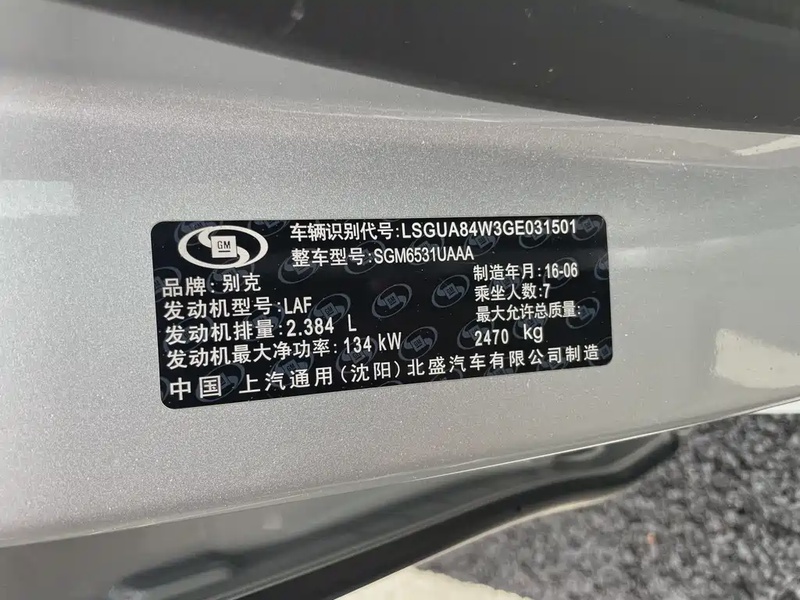 GM
车辆识别代号:LSGUA84W3GE031501
整车型号:SGM6531UAAA
品牌:别克
制造年月:16-06
发动机型号:LAF
乘坐人数:7
发动机排量:2.384 L
最大允许总质量:
发动机最大净功率:134 kW
2470 kg
中国 上汽通用(沈阳)北盛汽车有限公司制造